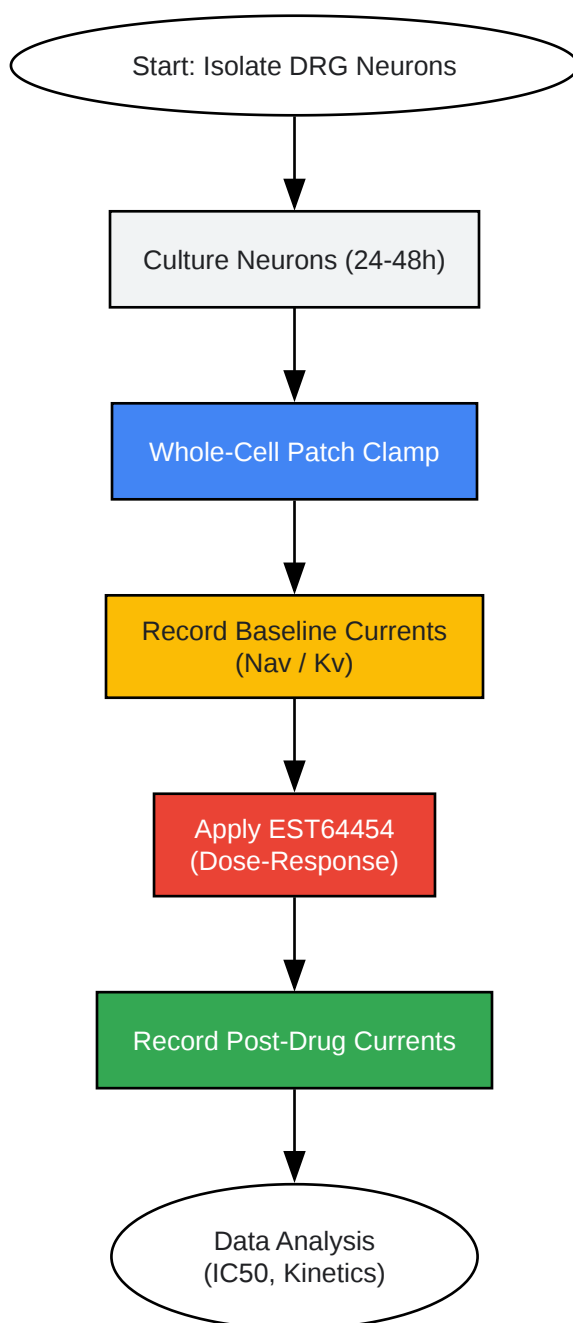 Start: Isolate DRG Neurons
Culture Neurons (24-48h)
Whole-Cell Patch Clamp
Record Baseline Currents
(Nav / Kv)
Apply EST64454
(Dose-Response)
Record Post-Drug Currents
Data Analysis
(IC50, Kinetics)